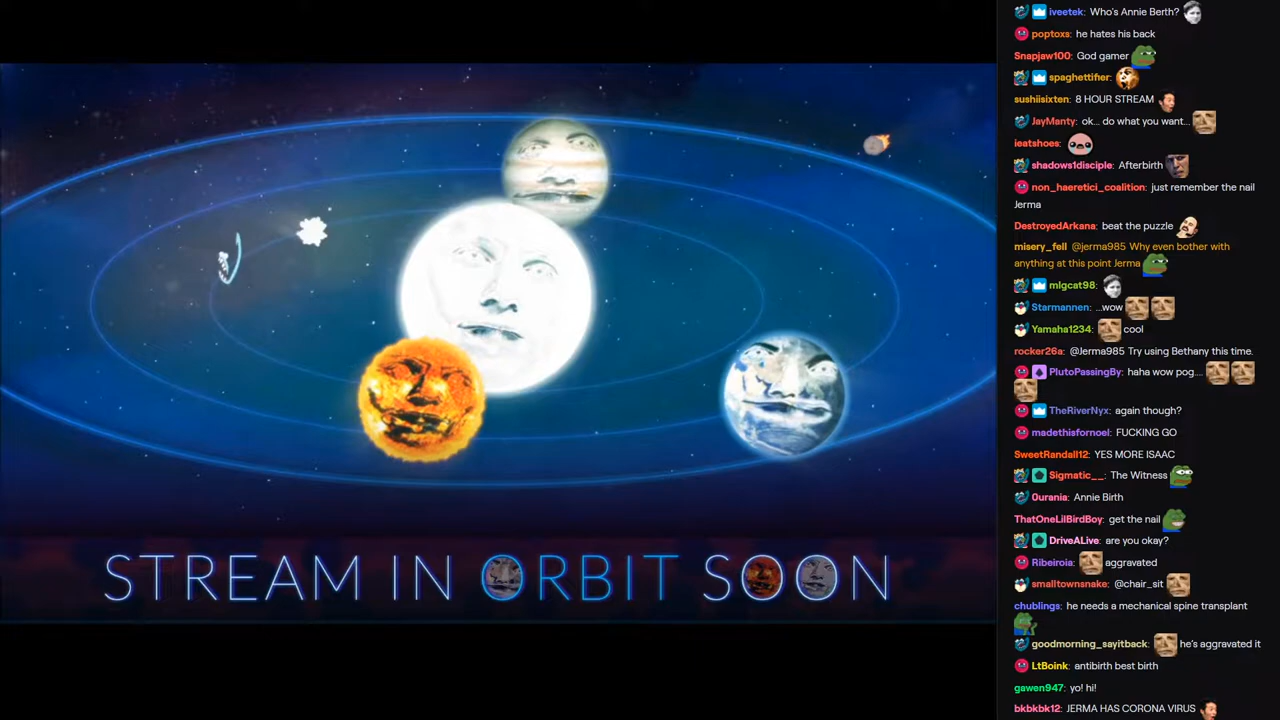 STREAM IN ORBIT SOON
iveetek: Who's Annie Berth?
poptoxs: he hates his back
Snapjaw100: God gamer
spaghettifier:
sushiisixten: 8 HOUR STREAM
JayManty: ok... do what you want...
ieatshoes:
shadows1disciple: Afterbirth
non_haeretici_coalition: just remember the nail
Jerma
DestroyedArkana: beat the puzzle
misery_fell @jerma985 Why even bother with
anything at this point Jerma
mlgcat98:
Starmannen: ...wow
Yamaha1234: cool
rocker26a: @Jerma985 Try using Bethany this time.
PlutoPassingBy: haha wow pog....
TheRiverNyx: again though?
madethisfornoel: FUCKING GO
SweetRandall12: YES MORE ISAAC
Sigmatic__: The Witness
0urania: Annie Birth
ThatOneLilBirdBoy: get the nail
DriveALive: are you okay?
Ribeiroia: aggravated
smalltownsnake: @chair_sit
chublings: he needs a mechanical spine transplant
goodmorning_sayitback: he's aggravated it
LtBoink: antibirth best birth
gawen947: yo! hi!
bkbkbk12: JERMA HAS CORONA VIRUS